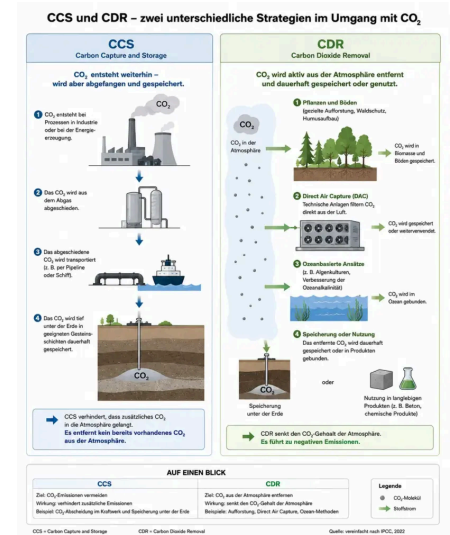 CCS und CDR – zwei unterschiedliche Strategien im Umgang mit CO₂
CCS
Carbon Capture and Storage
CO₂ entsteht weiterhin –
wird aber abgefangen und gespeichert.
1 CO₂ entsteht bei
Prozessen in Industrie
oder bei der Energie-
erzeugung.
CO₂
2 Das CO₂ wird aus
dem Abgas
abgeschieden.
3 Das abgeschiedene
CO₂ wird transportiert
(z. B. per Pipeline
oder Schiff).
4 Das CO₂ wird tief
unter der Erde in
geeigneten Gesteins-
schichten dauerhaft
gespeichert.
CO₂
CCS verhindert, dass zusätzliches CO₂
in die Atmosphäre gelangt.
Es entfernt kein bereits vorhandenes CO₂
aus der Atmosphäre.
CDR
Carbon Dioxide Removal
CO₂ wird aktiv aus der Atmosphäre entfernt
und dauerhaft gespeichert oder genutzt.
CO₂
CO₂ in der
Atmosphäre
1 Pflanzen und Böden
(gezielte Aufforstung, Waldschutz,
Humusaufbau)
CO₂ wird in
Biomasse und
Böden gespeichert.
2 Direct Air Capture (DAC)
Technische Anlagen filtern CO₂
direkt aus der Luft.
CO₂ wird gespeichert
oder weiterverwendet.
3 Ozeanbasierte Ansätze
(z. B. Algenkulturen,
Verbesserung der
Ozeanalkalinität)
CO₂ wird im
Ozean gebunden.
4 Speicherung oder Nutzung
Das entfernte CO₂ wird dauerhaft
gespeichert oder in Produkten
gebunden.
CO₂
Speicherung
unter der Erde
oder
Nutzung in langlebigen
Produkten (z. B. Beton,
chemische Produkte)
CDR senkt den CO₂-Gehalt der Atmosphäre.
Es führt zu negativen Emissionen.
AUF EINEN BLICK
CCS
Ziel: CO₂-Emissionen vermeiden
Wirkung: verhindert zusätzliche Emissionen
Beispiel: CO₂-Abscheidung im Kraftwerk und Speicherung unter der Erde
CDR
Ziel: CO₂ aus der Atmosphäre entfernen
Wirkung: senkt den CO₂-Gehalt der Atmosphäre
Beispiel: Aufforstung, Direct Air Capture, Ozean-Methoden
Legende
CO₂-Molekül
Stoffstrom
CCS = Carbon Capture and Storage
CDR = Carbon Dioxide Removal
Quelle: vereinfacht nach IPCC, 2022